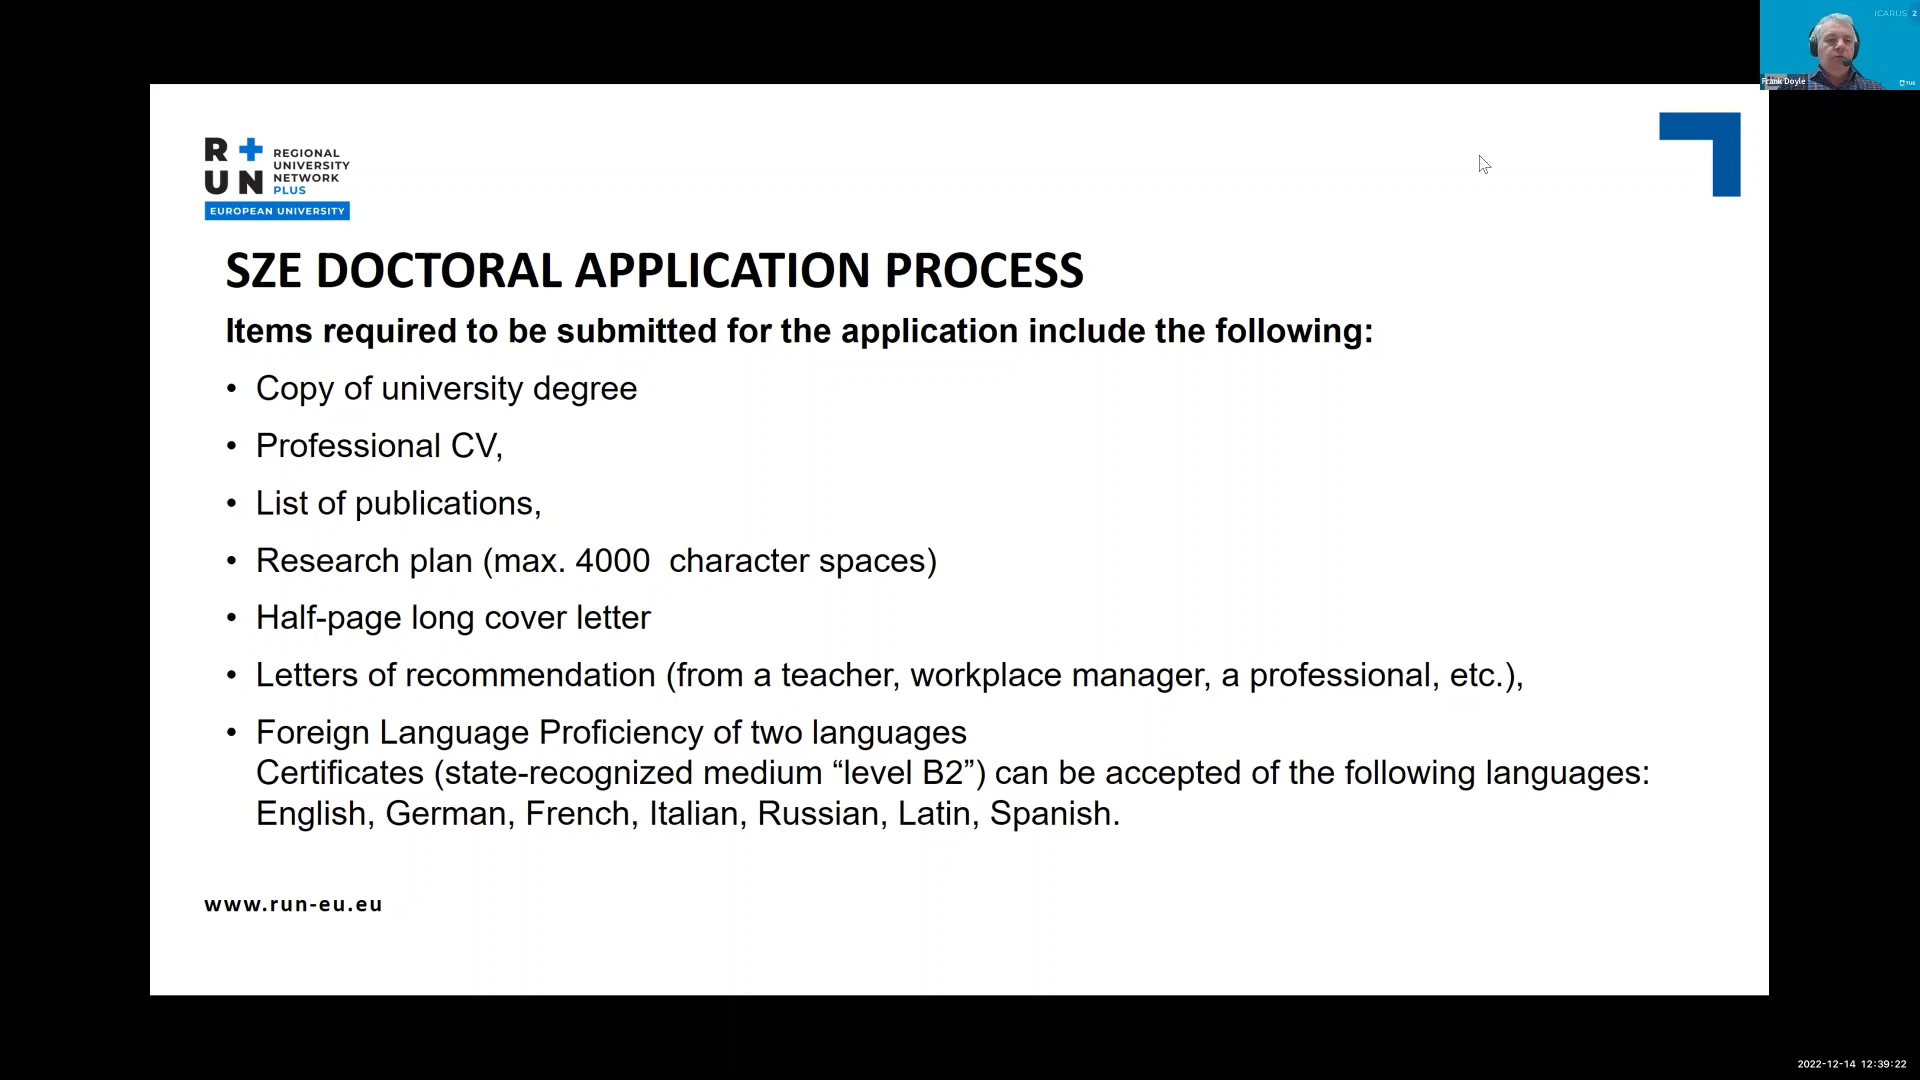 ICARUS 2
Frank Doyle
TUS
R+
UN
REGIONAL
UNIVERSITY
NETWORK
PLUS
EUROPEAN UNIVERSITY
SZE DOCTORAL APPLICATION PROCESS
Items required to be submitted for the application include the following:
• Copy of university degree
• Professional CV,
• List of publications,
• Research plan (max. 4000  character spaces)
• Half-page long cover letter
• Letters of recommendation (from a teacher, workplace manager, a professional, etc.),
• Foreign Language Proficiency of two languages
Certificates (state-recognized medium “level B2”) can be accepted of the following languages:
English, German, French, Italian, Russian, Latin, Spanish.
www.run-eu.eu
2022-12-14 12:39:22